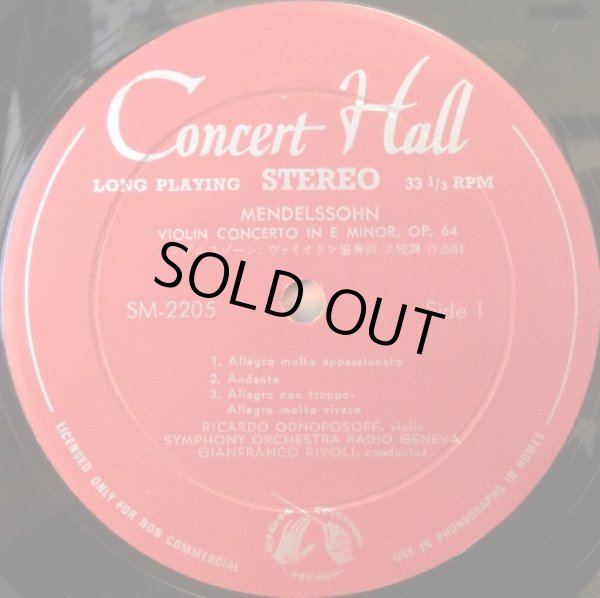 Concert Hall
LONG PLAYING STEREO 33 1/3 RPM
MENDELSSOHN
VIOLIN CONCERTO IN E MINOR, OP. 64
ヴァイオリン協奏曲 ホ短調 作品64
SOLD OUT
SM-2205 Side 1
1. Allegro molto appassionato
2. Andante
3. Allegro non troppo-
Allegro molto vivace
RICARDO ODNOPOSOFF, violin
SYMPHONY ORCHESTRA RADIO GENEVA
GIANFRANCO RIVOLI, conductor
LICENSED ONLY FOR NON COMMERCIAL
USE IN PHONOGRAPHS IN HOMES